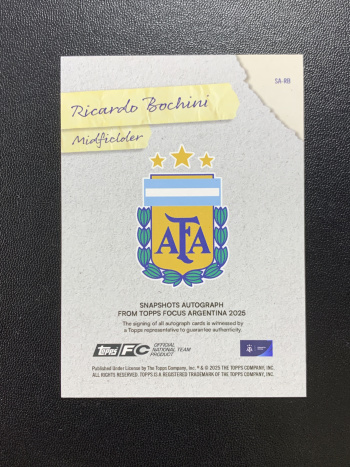 SA-RB
Ricardo Bochini
Midfielder
AFA
SNAPSHOTS AUTOGRAPH
FROM TOPPS FOCUS ARGENTINA 2025
The signing of all autograph cards is witnessed by
a Topps representative to guarantee authenticity.
TOPPS FC OFFICIAL
NATIONAL TEAM
PRODUCT
Published Under License by The Topps Company, Inc. ® & © 2025 THE TOPPS COMPANY, INC.
ALL RIGHTS RESERVED. TOPPS IS A REGISTERED TRADEMARK OF THE TOPPS COMPANY, INC.